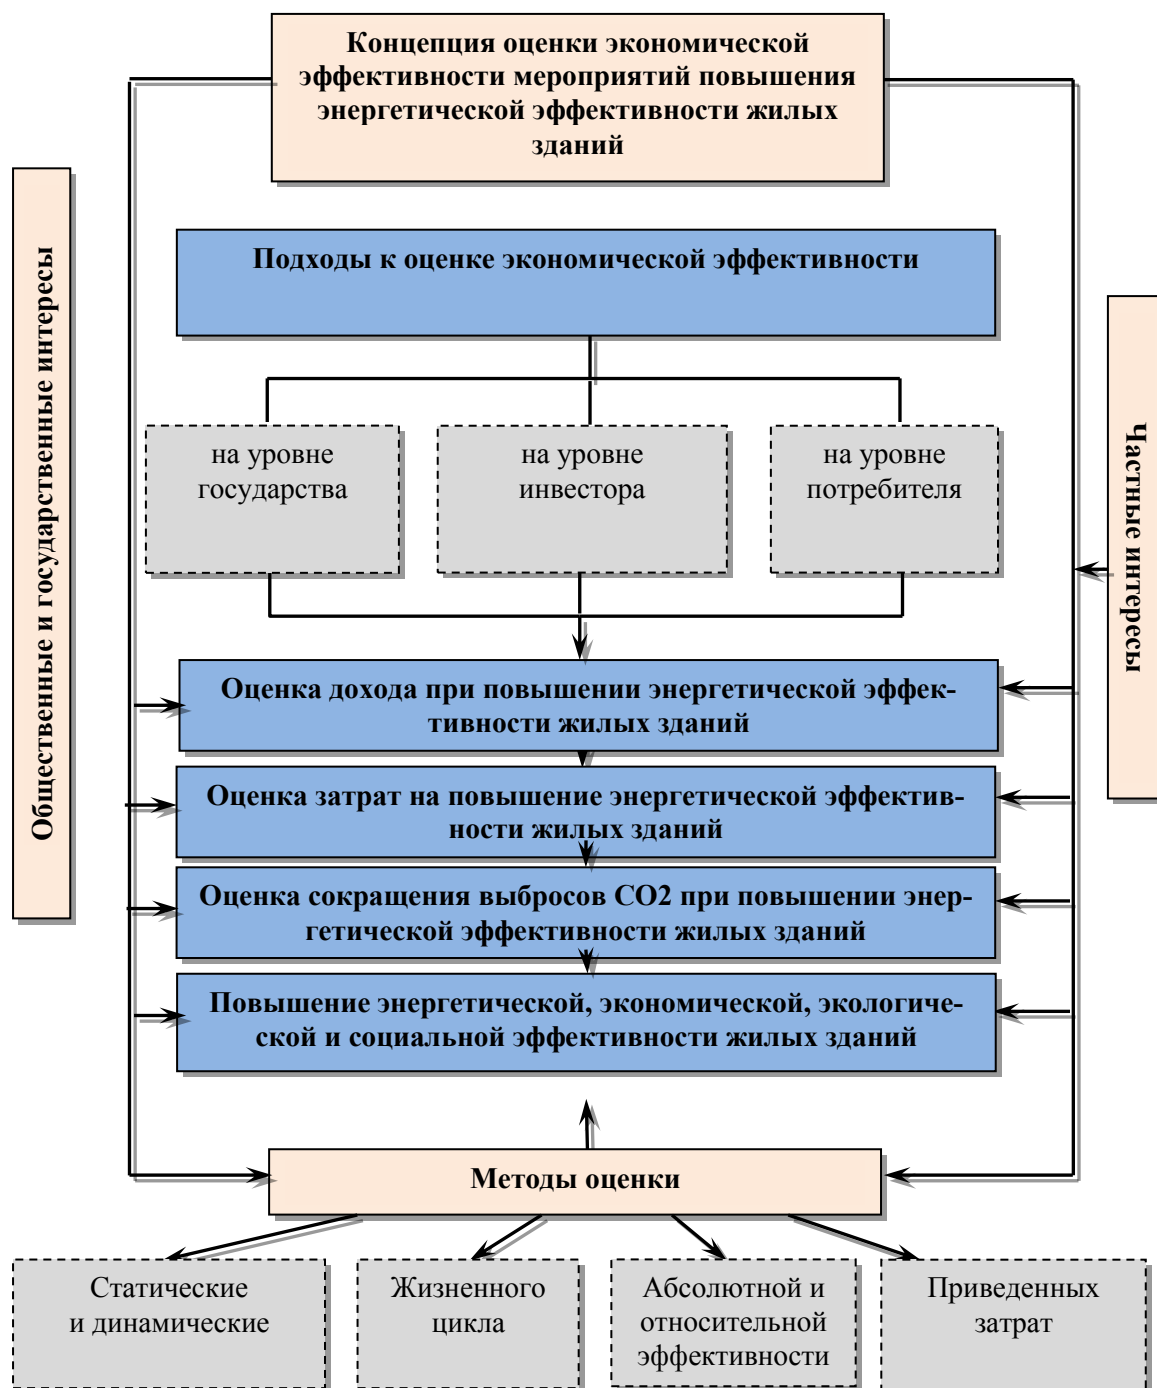 Концепция оценки экономической
эффективности мероприятий повышения
энергетической эффективности жилых
зданий
Общественные и государственные интересы
Подходы к оценке экономической эффективности
Частные интересы
на уровне
государства
на уровне
инвестора
на уровне
потребителя
Оценка дохода при повышении энергетической эффек-
тивности жилых зданий
Оценка затрат на повышение энергетической эффектив-
ности жилых зданий
Оценка сокращения выбросов СО2 при повышении энер-
гетической эффективности жилых зданий
Повышение энергетической, экономической, экологиче-
ской и социальной эффективности жилых зданий
Методы оценки
Статические
и динамические
Жизненного
цикла
Абсолютной и
относительной
эффективности
Приведенных
затрат